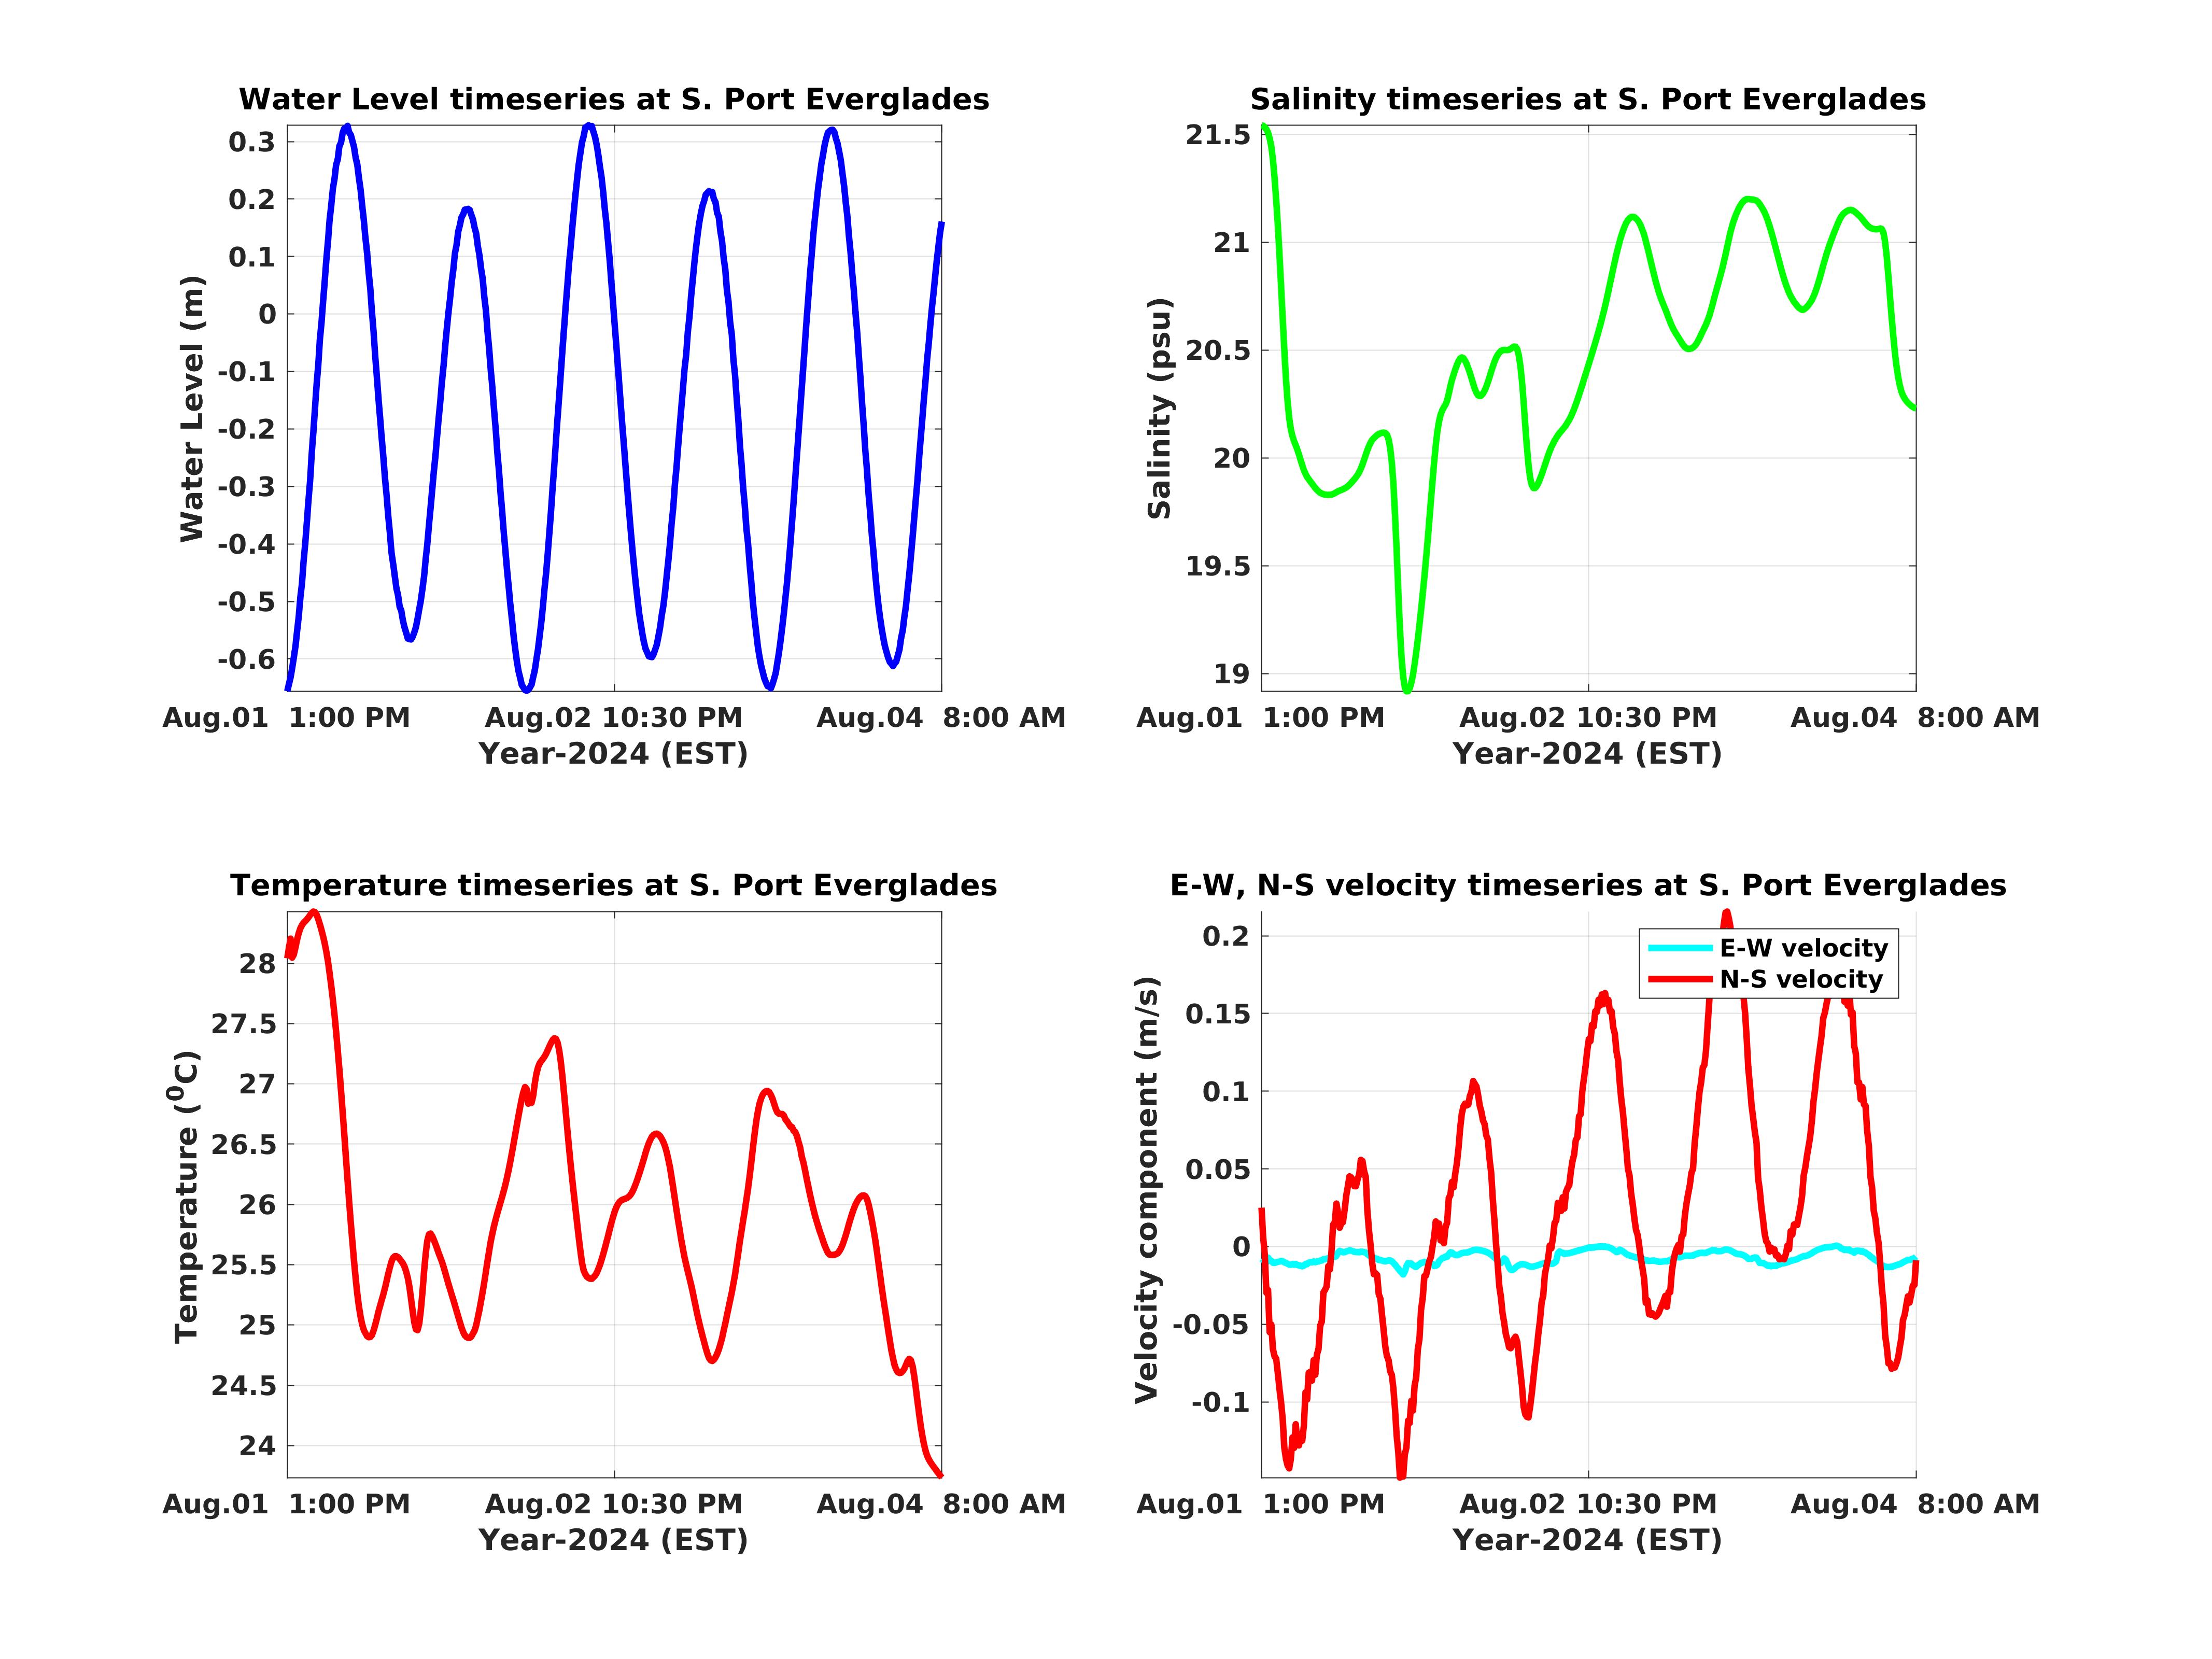 Water Level timeseries at S. Port Everglades
0.3
0.2
0.1
0
-0.1
-0.2
-0.3
-0.4
-0.5
-0.6
Water Level (m)
Aug.01 1:00 PM Aug.02 10:30 PM Aug.04 8:00 AM
Year-2024 (EST)
Salinity timeseries at S. Port Everglades
21.5
21
20.5
20
19.5
19
Salinity (psu)
Aug.01 1:00 PM Aug.02 10:30 PM Aug.04 8:00 AM
Year-2024 (EST)
Temperature timeseries at S. Port Everglades
28
27.5
27
26.5
26
25.5
25
24.5
24
Temperature (⁰C)
Aug.01 1:00 PM Aug.02 10:30 PM Aug.04 8:00 AM
Year-2024 (EST)
E-W, N-S velocity timeseries at S. Port Everglades
E-W velocity
N-S velocity
0.2
0.15
0.1
0.05
0
-0.05
-0.1
Velocity component (m/s)
Aug.01 1:00 PM Aug.02 10:30 PM Aug.04 8:00 AM
Year-2024 (EST)